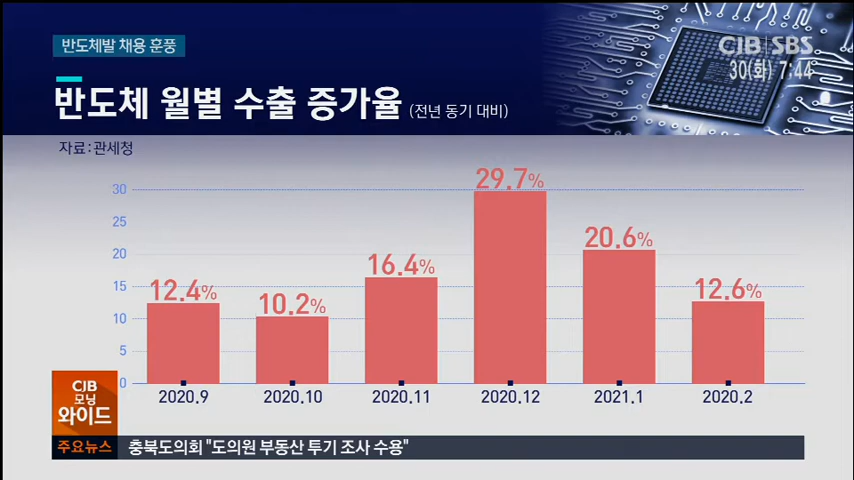 반도체발 채용 훈풍
CJB SBS
30(화) 7:44
반도체 월별 수출 증가율 (전년 동기 대비)
자료:관세청
30
25
20
15
10
5
0
12.4%
10.2%
16.4%
29.7%
20.6%
12.6%
2020.9
2020.10
2020.11
2020.12
2021.1
2020.2
CJB
모닝
와이드
주요뉴스
충북도의회 "도의원 부동산 투기 조사 수용"